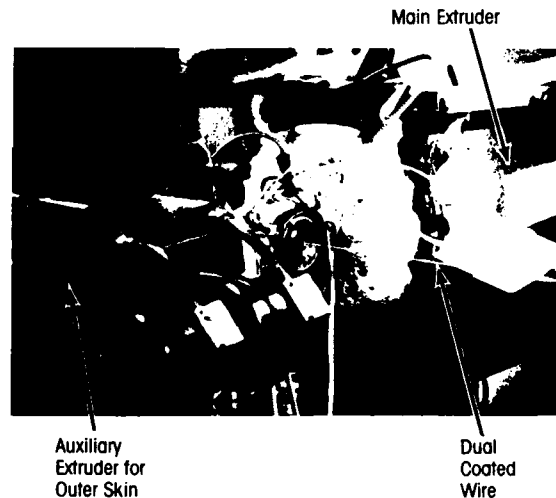 Main Extruder
Auxiliary
Extruder for
Outer Skin
Dual
Coated
Wire